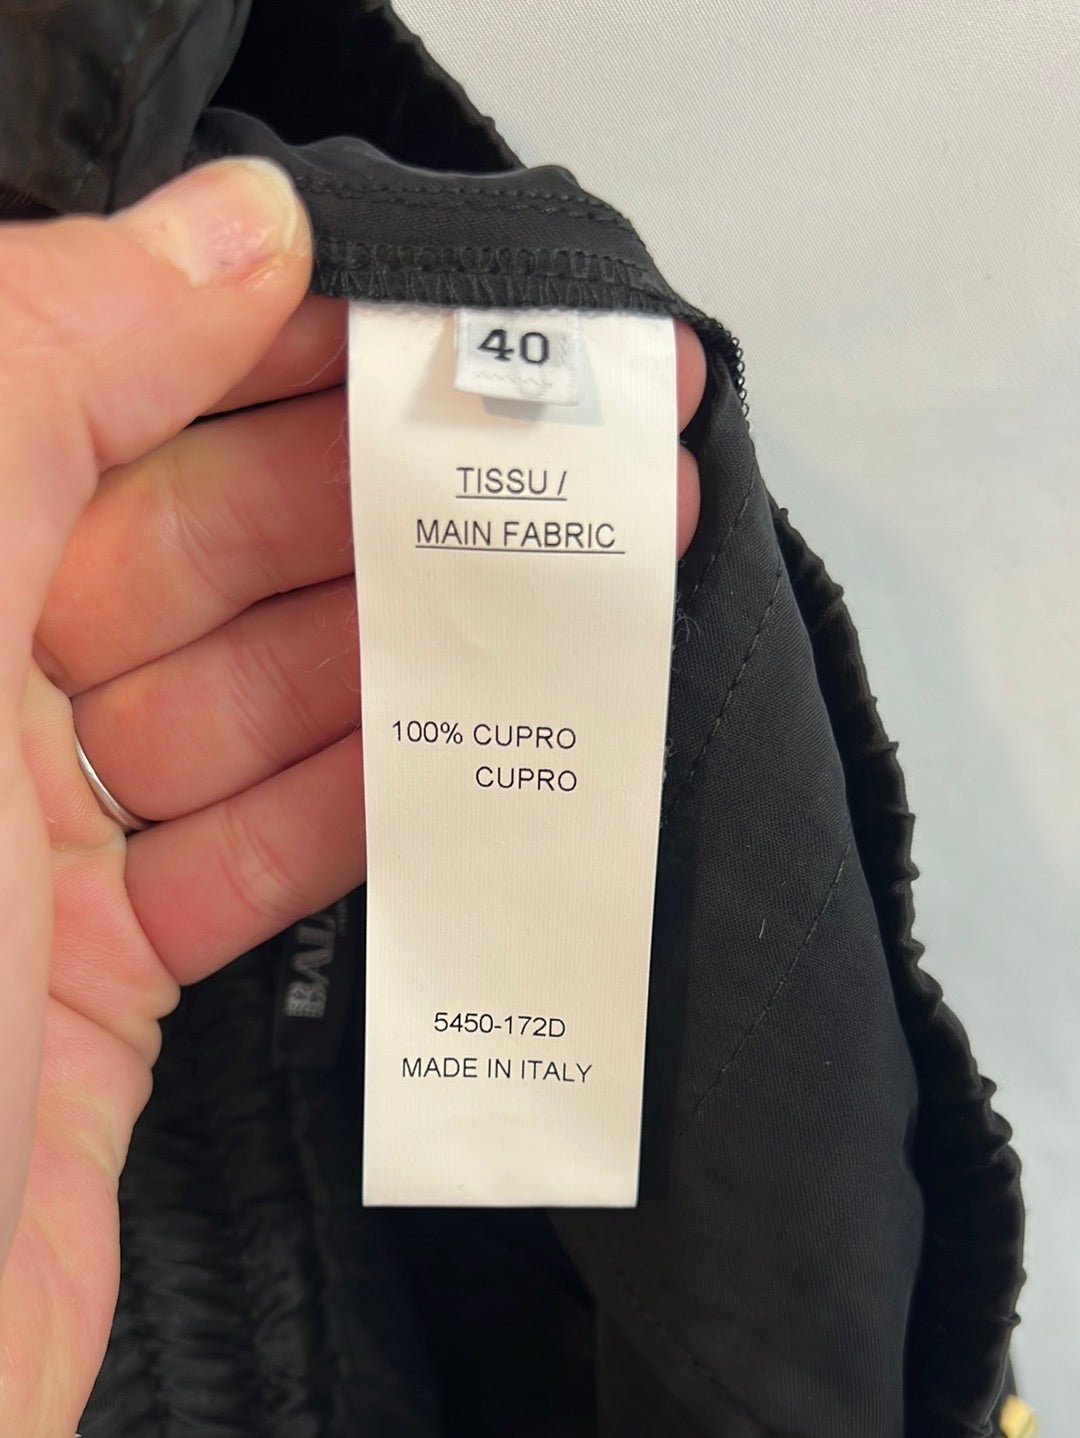 40
TISSU /
MAIN FABRIC
100% CUPRO
CUPRO
5450-172D
MADE IN ITALY